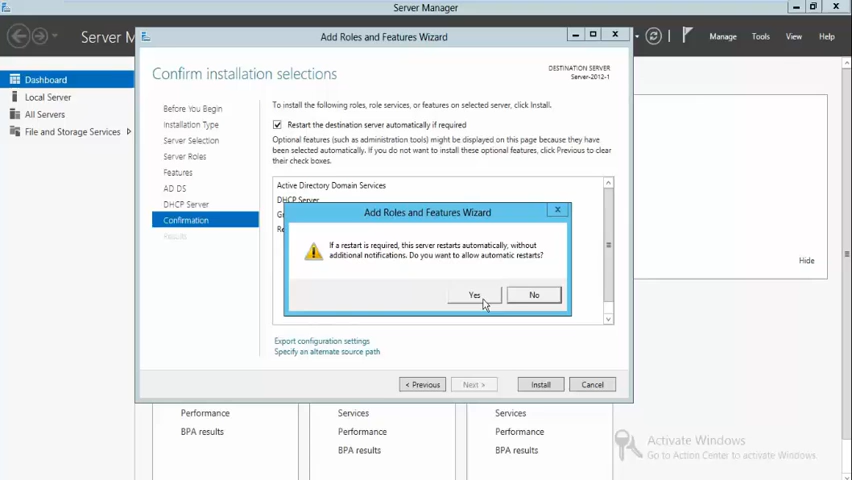 Server Manager
Server M
Manage
Tools
View
Help
Dashboard
Local Server
All Servers
File and Storage Services
Add Roles and Features Wizard
Confirm installation selections
DESTINATION SERVER
Server-2012-1
Before You Begin
Installation Type
Server Selection
Server Roles
Features
AD DS
DHCP Server
Confirmation
Results
To install the following roles, role services, or features on selected server, click Install.
Restart the destination server automatically if required
Optional features (such as administration tools) might be displayed on this page because they have
been selected automatically. If you do not want to install these optional features, click Previous to clear
their check boxes.
Active Directory Domain Services
DHCP Server
Add Roles and Features Wizard
If a restart is required, this server restarts automatically, without
additional notifications. Do you want to allow automatic restarts?
Yes
No
Hide
Export configuration settings
Specify an alternate source path
< Previous
Next >
Install
Cancel
Performance
Services
Services
BPA results
Performance
Performance
BPA results
BPA results
Activate Windows
Go to Action Center to activate Windows.